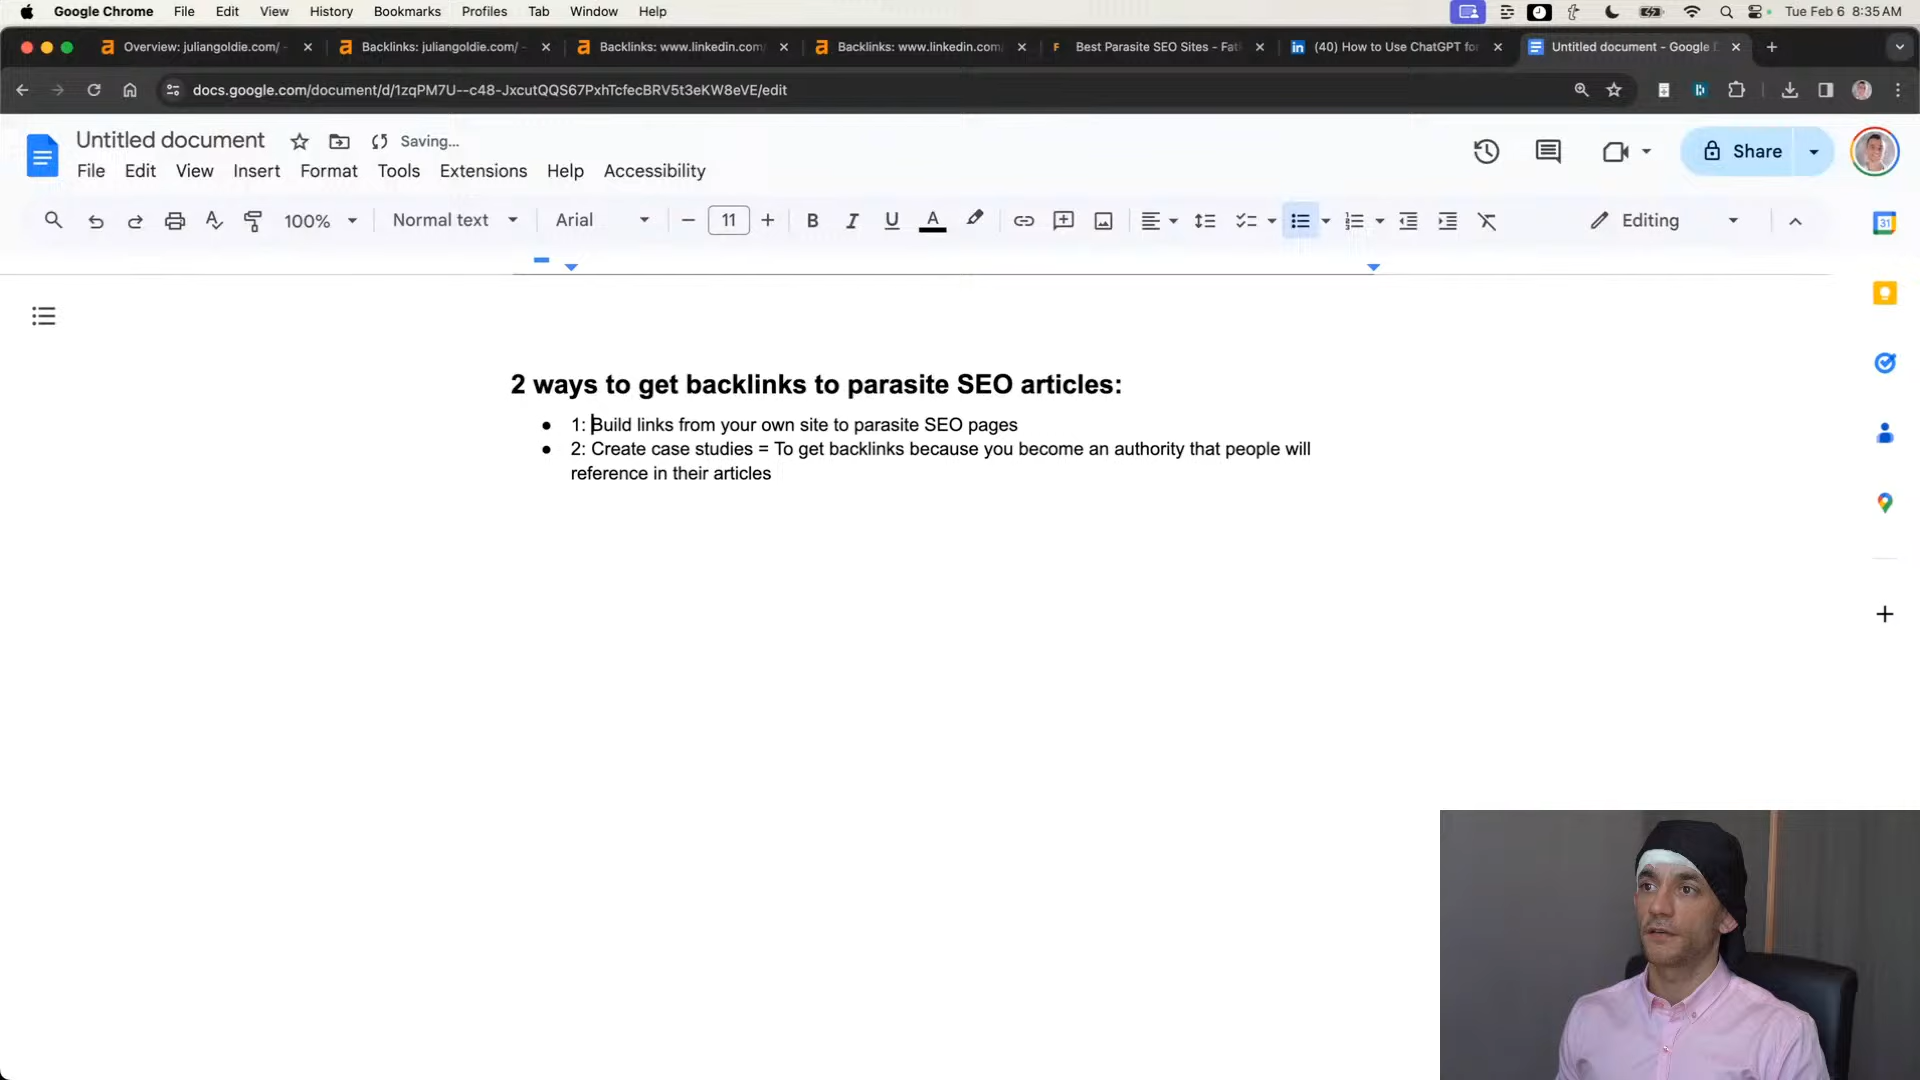 Google Chrome File Edit View History Bookmarks Profiles Tab Window Help Tue Feb 6 8:35 AM
Overview: juliangoldie.com/ - Backlinks: juliangoldie.com/ - Backlinks: www.linkedin.com/ Backlinks: www.linkedin.com. Best Parasite SEO Sites - Fat (40) How to Use ChatGPT for Untitled document - Google D
docs.google.com/document/d/1zqPM7U--c48-JxcutQQS67PxhTcfecBRV5t3eKW8eVE/edit
Untitled document Saving...
File Edit View Insert Format Tools Extensions Help Accessibility
Share
100% Normal text Arial 11 B I U A Editing
31
2 ways to get backlinks to parasite SEO articles:
● 1: Build links from your own site to parasite SEO pages
● 2: Create case studies = To get backlinks because you become an authority that people will
reference in their articles